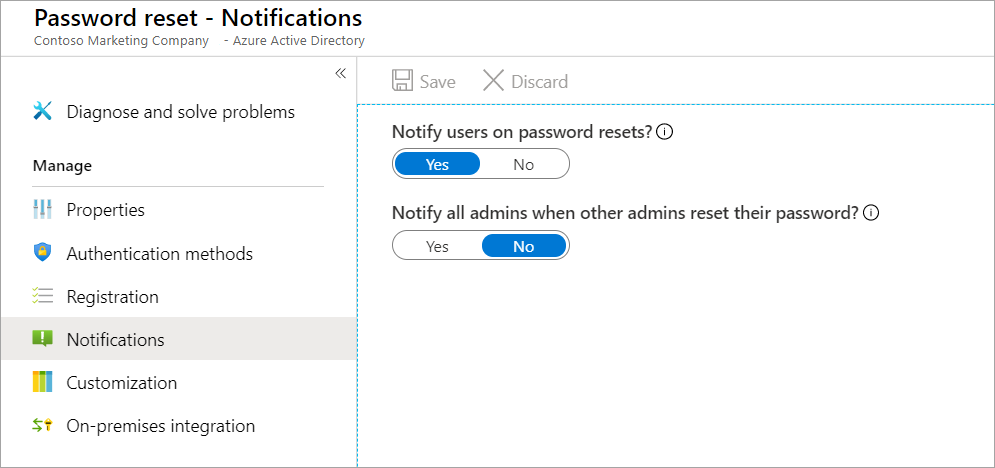 Password reset - Notifications
Contoso Marketing Company - Azure Active Directory
«
Save Discard
Diagnose and solve problems
Manage
Properties
Authentication methods
Registration
Notifications
Customization
On-premises integration
Notify users on password resets?
Yes No
Notify all admins when other admins reset their password?
Yes No